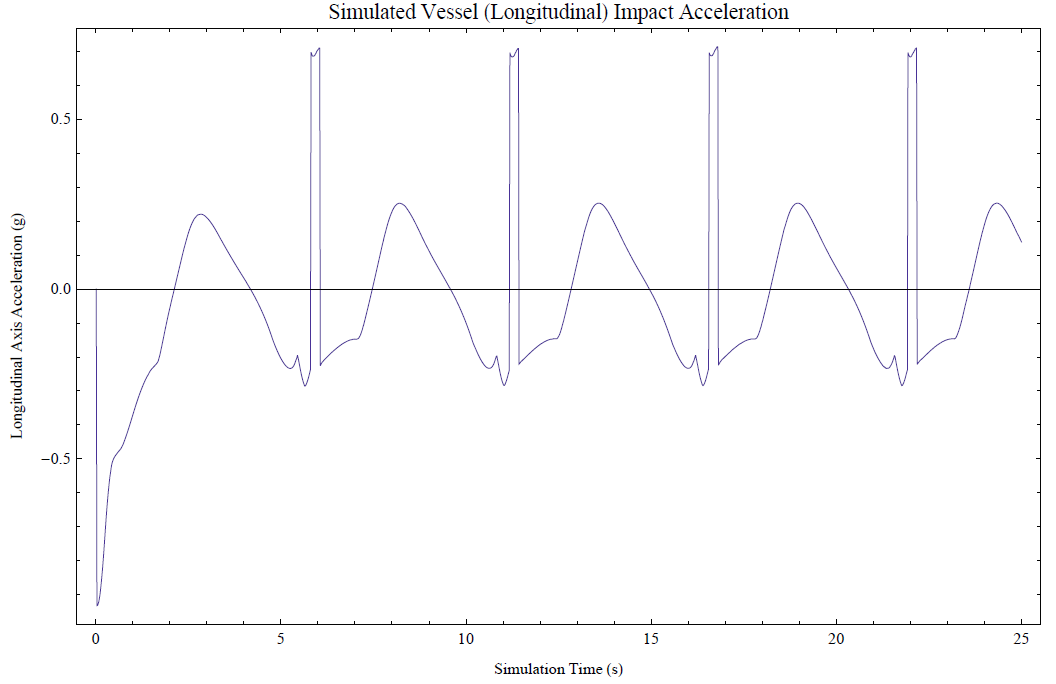 Simulated Vessel (Longitudinal) Impact Acceleration
Longitudinal Axis Acceleration (g)
0.5
0.0
−0.5
0 5 10 15 20 25
Simulation Time (s)